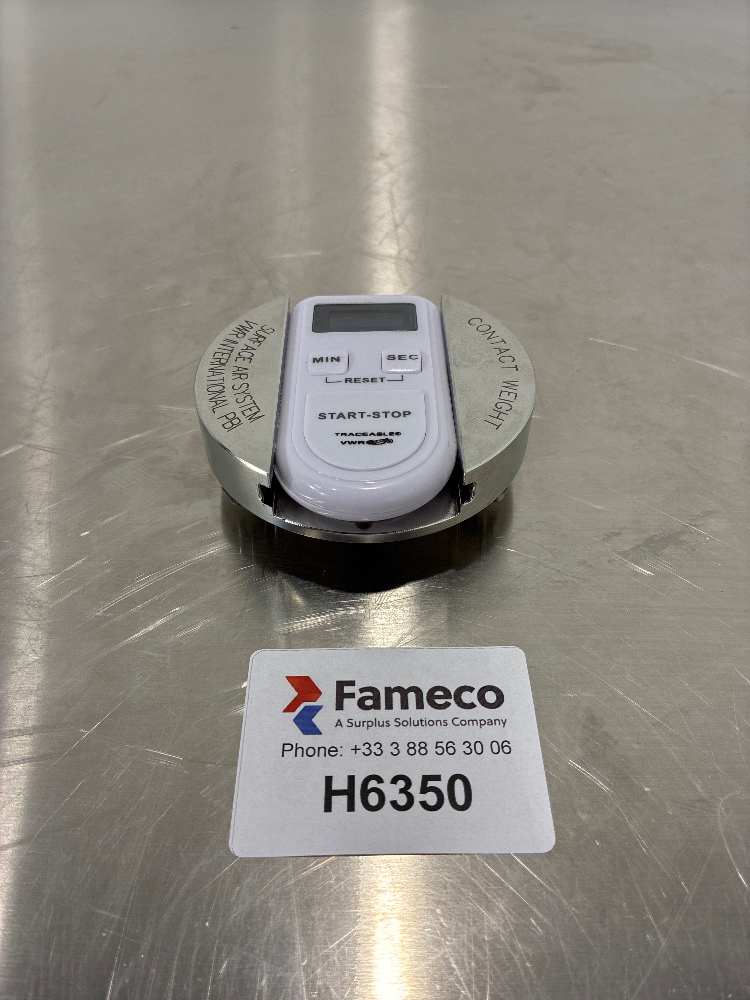 SURFACE AIR SYSTEM
VWR INTERNATIONAL PBI
CONTACT WEIGHT
MIN SEC
RESET
START-STOP
TRACEABLE®
VWR
Fameco
A Surplus Solutions Company
Phone: +33 3 88 56 30 06
H6350